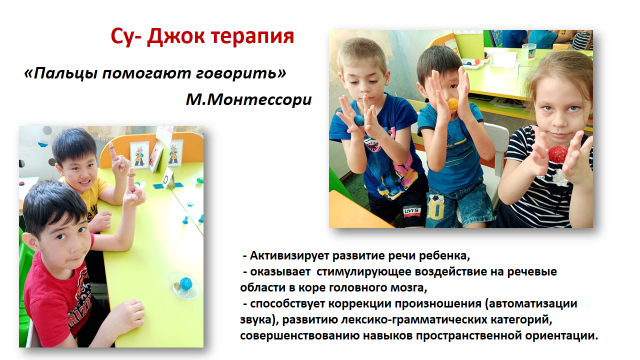 Су- Джок терапия
«Пальцы помогают говорить»
М.Монтессори
- Активизирует развитие речи ребенка,
- оказывает стимулирующее воздействие на речевые
области в коре головного мозга,
- способствует коррекции произношения (автоматизации
звука), развитию лексико-грамматических категорий,
совершенствованию навыков пространственной ориентации.